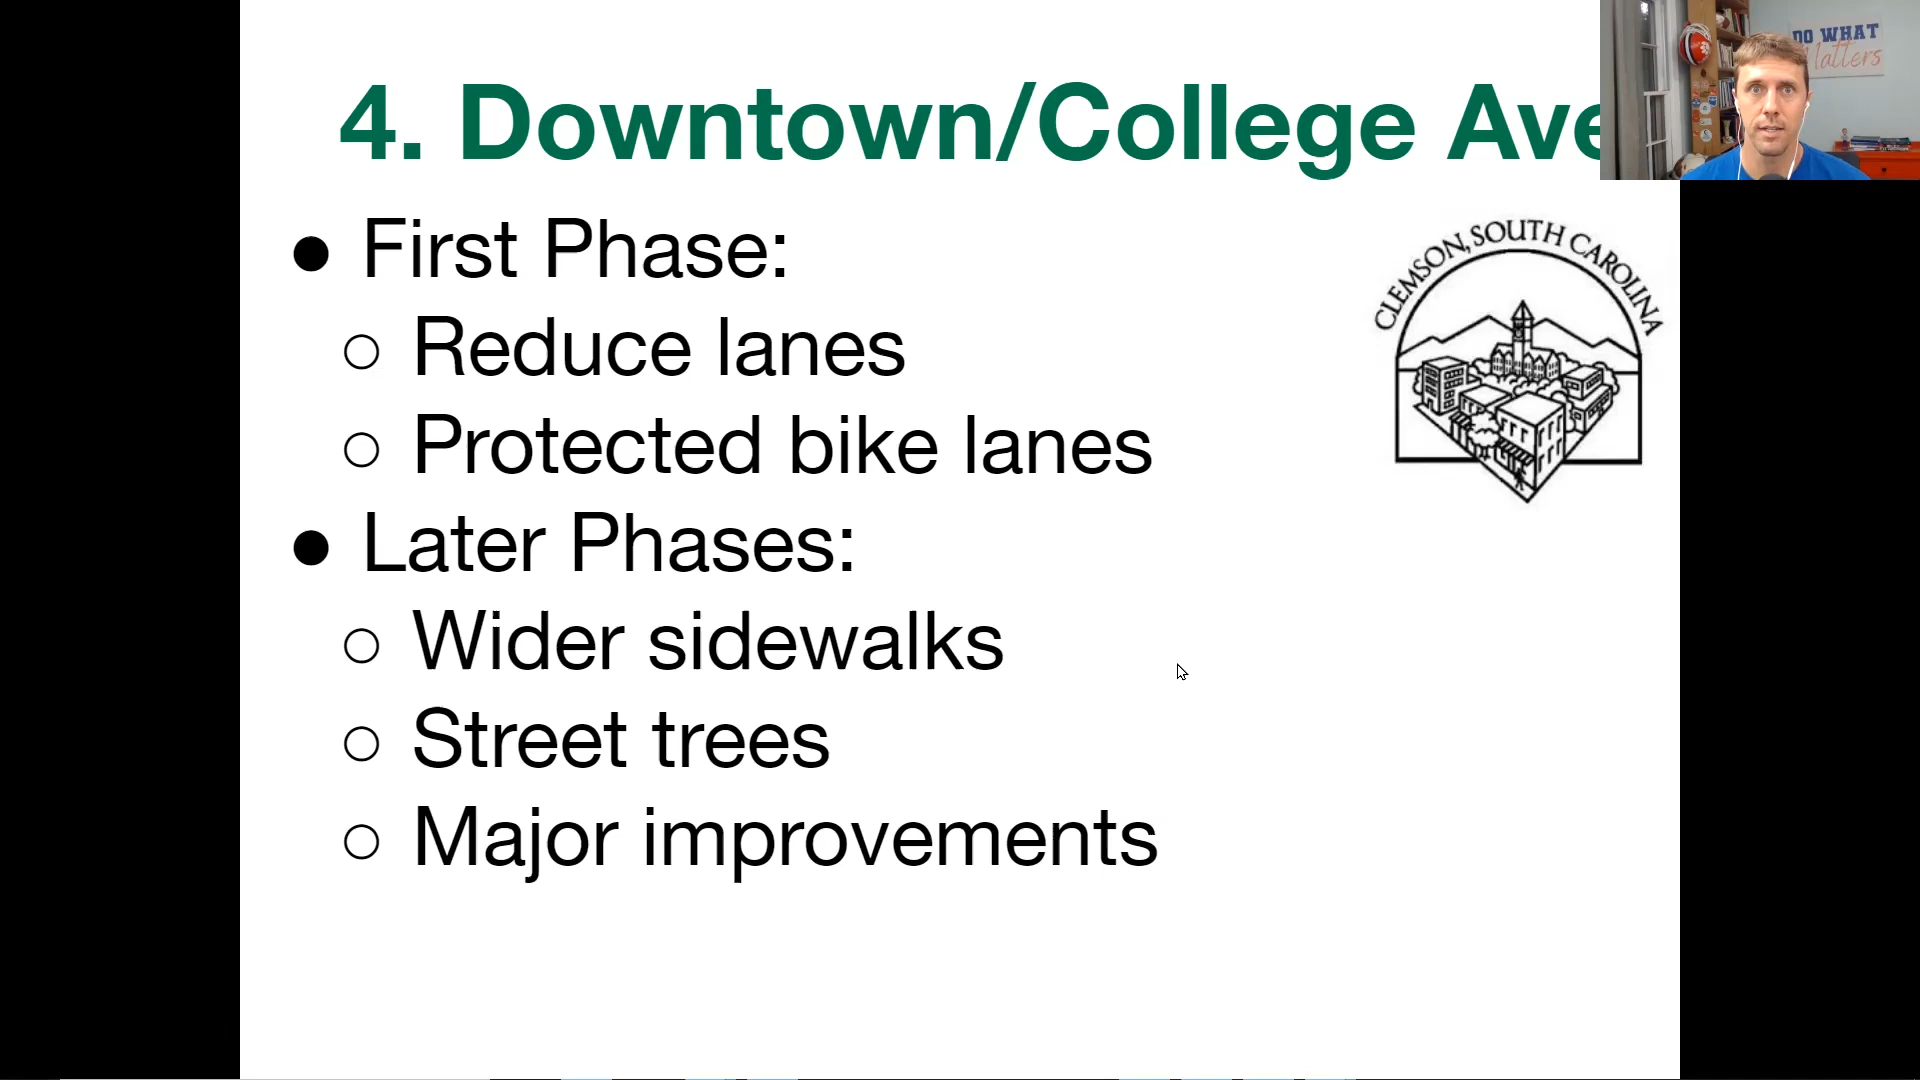 4. Downtown/College Ave
DO WHAT
Matters
● First Phase:
○ Reduce lanes
○ Protected bike lanes
● Later Phases:
○ Wider sidewalks
○ Street trees
○ Major improvements
CLEMSON, SOUTH CAROLINA